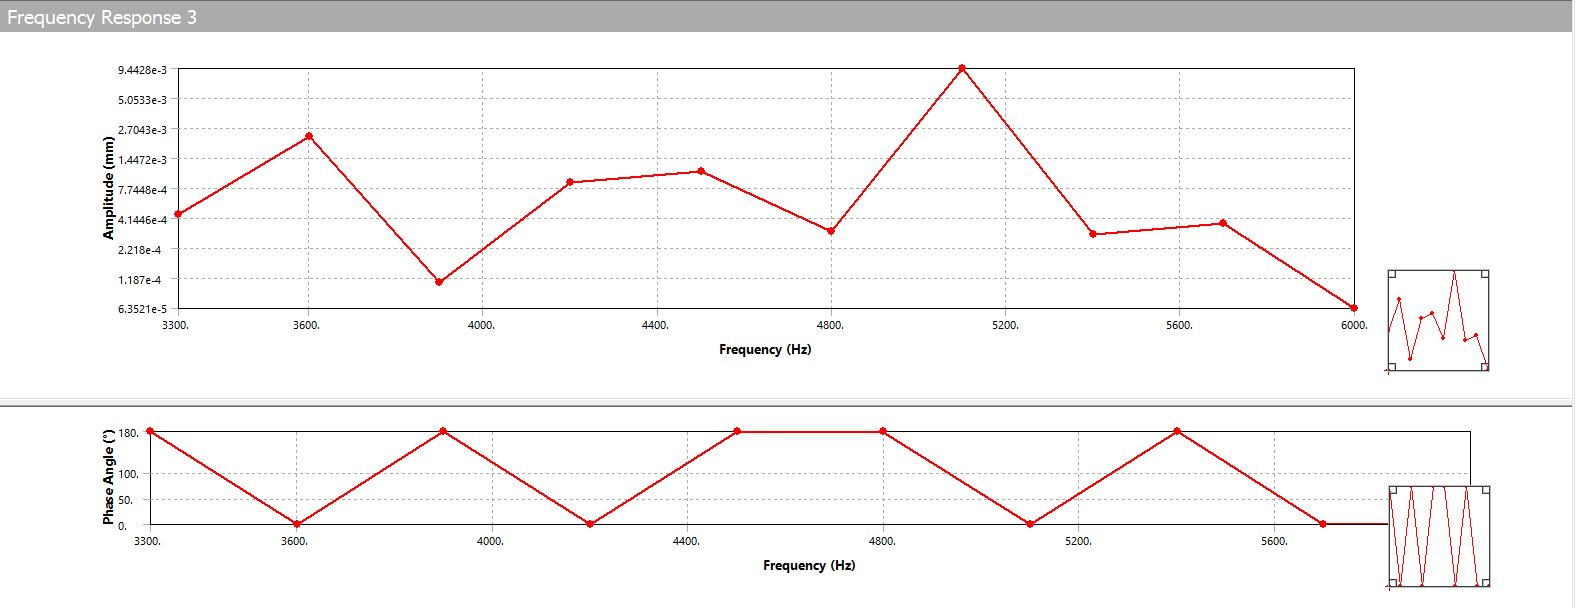 Frequency Response 3
9.4428e-3
5.0533e-3
2.7043e-3
1.4472e-3
7.7448e-4
4.1446e-4
2.218e-4
1.187e-4
6.3521e-5
Amplitude (mm)
3300. 3600. 4000. 4400. 4800. 5200. 5600. 6000.
Frequency (Hz)
180.
100.
50.
0.
Phase Angle (°)
3300. 3600. 4000. 4400. 4800. 5200. 5600.
Frequency (Hz)